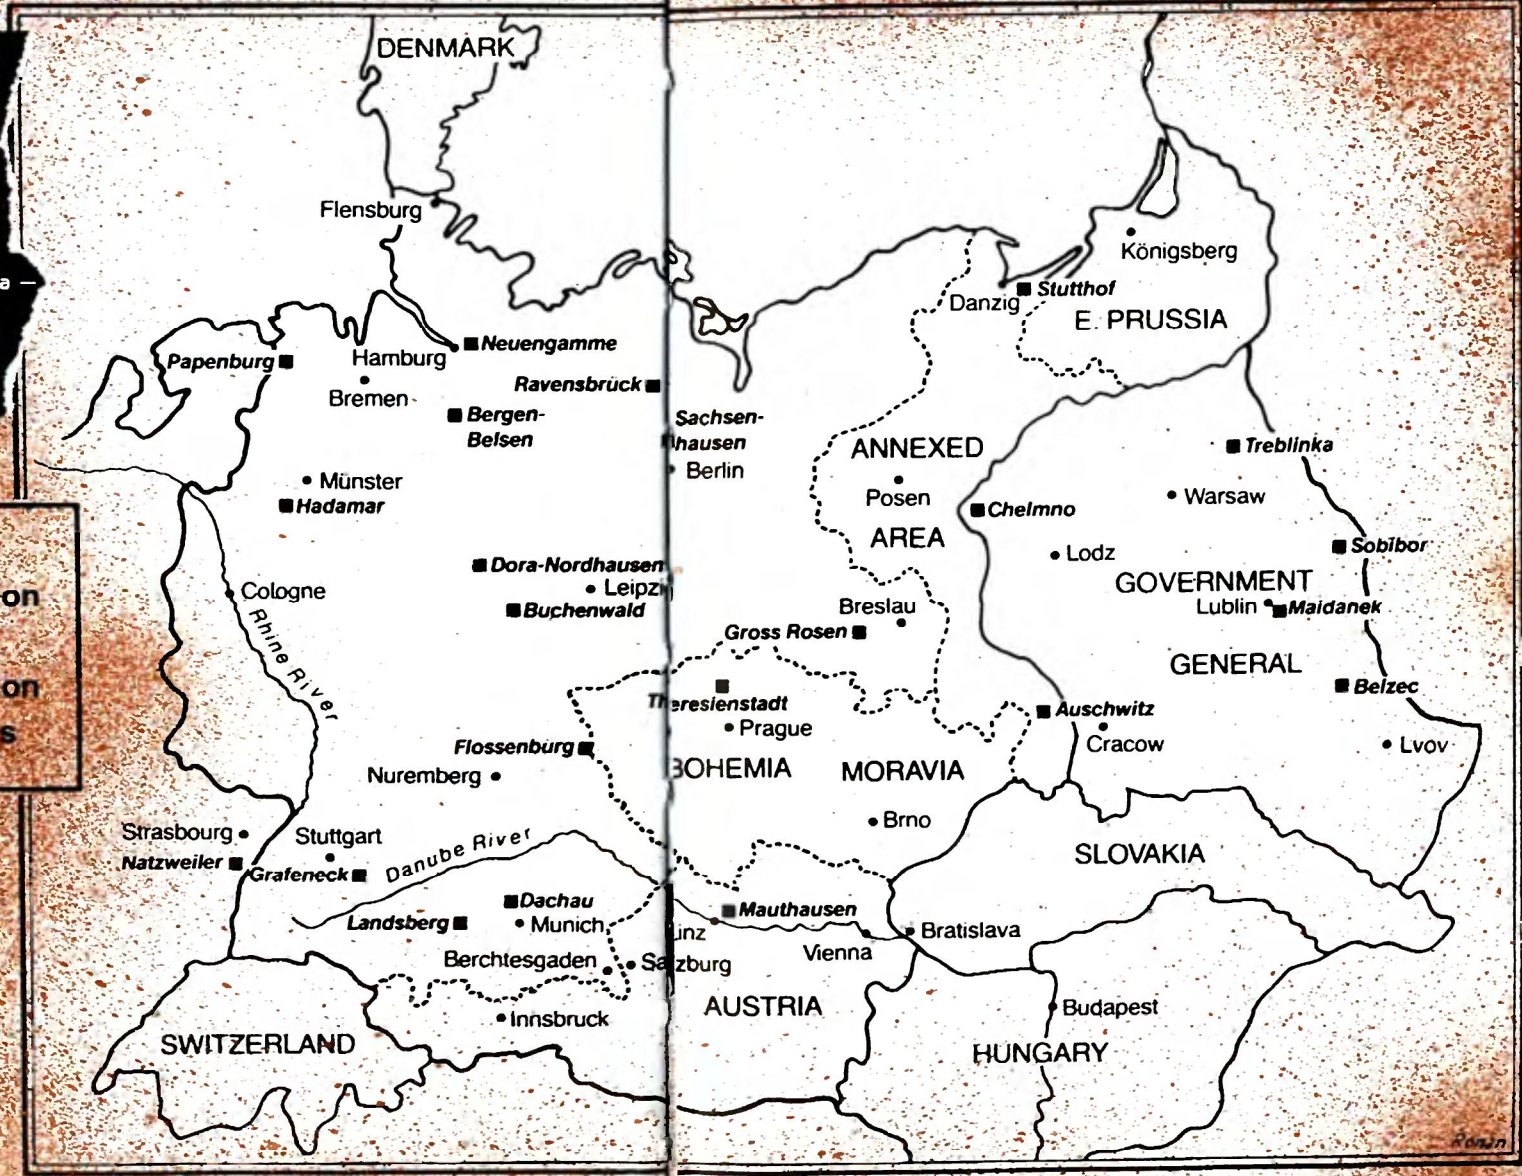 DENMARK
Flensburg
a –
Königsberg
Danzig
Stutthof
E. PRUSSIA
Neuengamme
Papenburg
Hamburg
Bremen
Ravensbrück
Bergen-
Belsen
Sachsen-
hausen
Berlin
ANNEXED
Treblinka
Münster
Posen
Warsaw
Hadamar
Chelmno
AREA
Lodz
Sobibor
Dora-Nordhausen
GOVERNMENT
on
Cologne
Leipzi
Breslau
Lublin
Maidanek
Buchenwald
Gross Rosen
Rhine River
GENERAL
on
Belzec
Theresienstadt
Auschwitz
s
Prague
Cracow
Lvov
Flossenburg
Nuremberg
BOHEMIA
MORAVIA
Brno
Strasbourg
Stuttgart
Danube River
SLOVAKIA
Natzweiler
Grafeneck
Dachau
Mauthausen
Landsberg
Munich
Linz
Bratislava
Vienna
Berchtesgaden
Salzburg
AUSTRIA
Budapest
Innsbruck
SWITZERLAND
HUNGARY